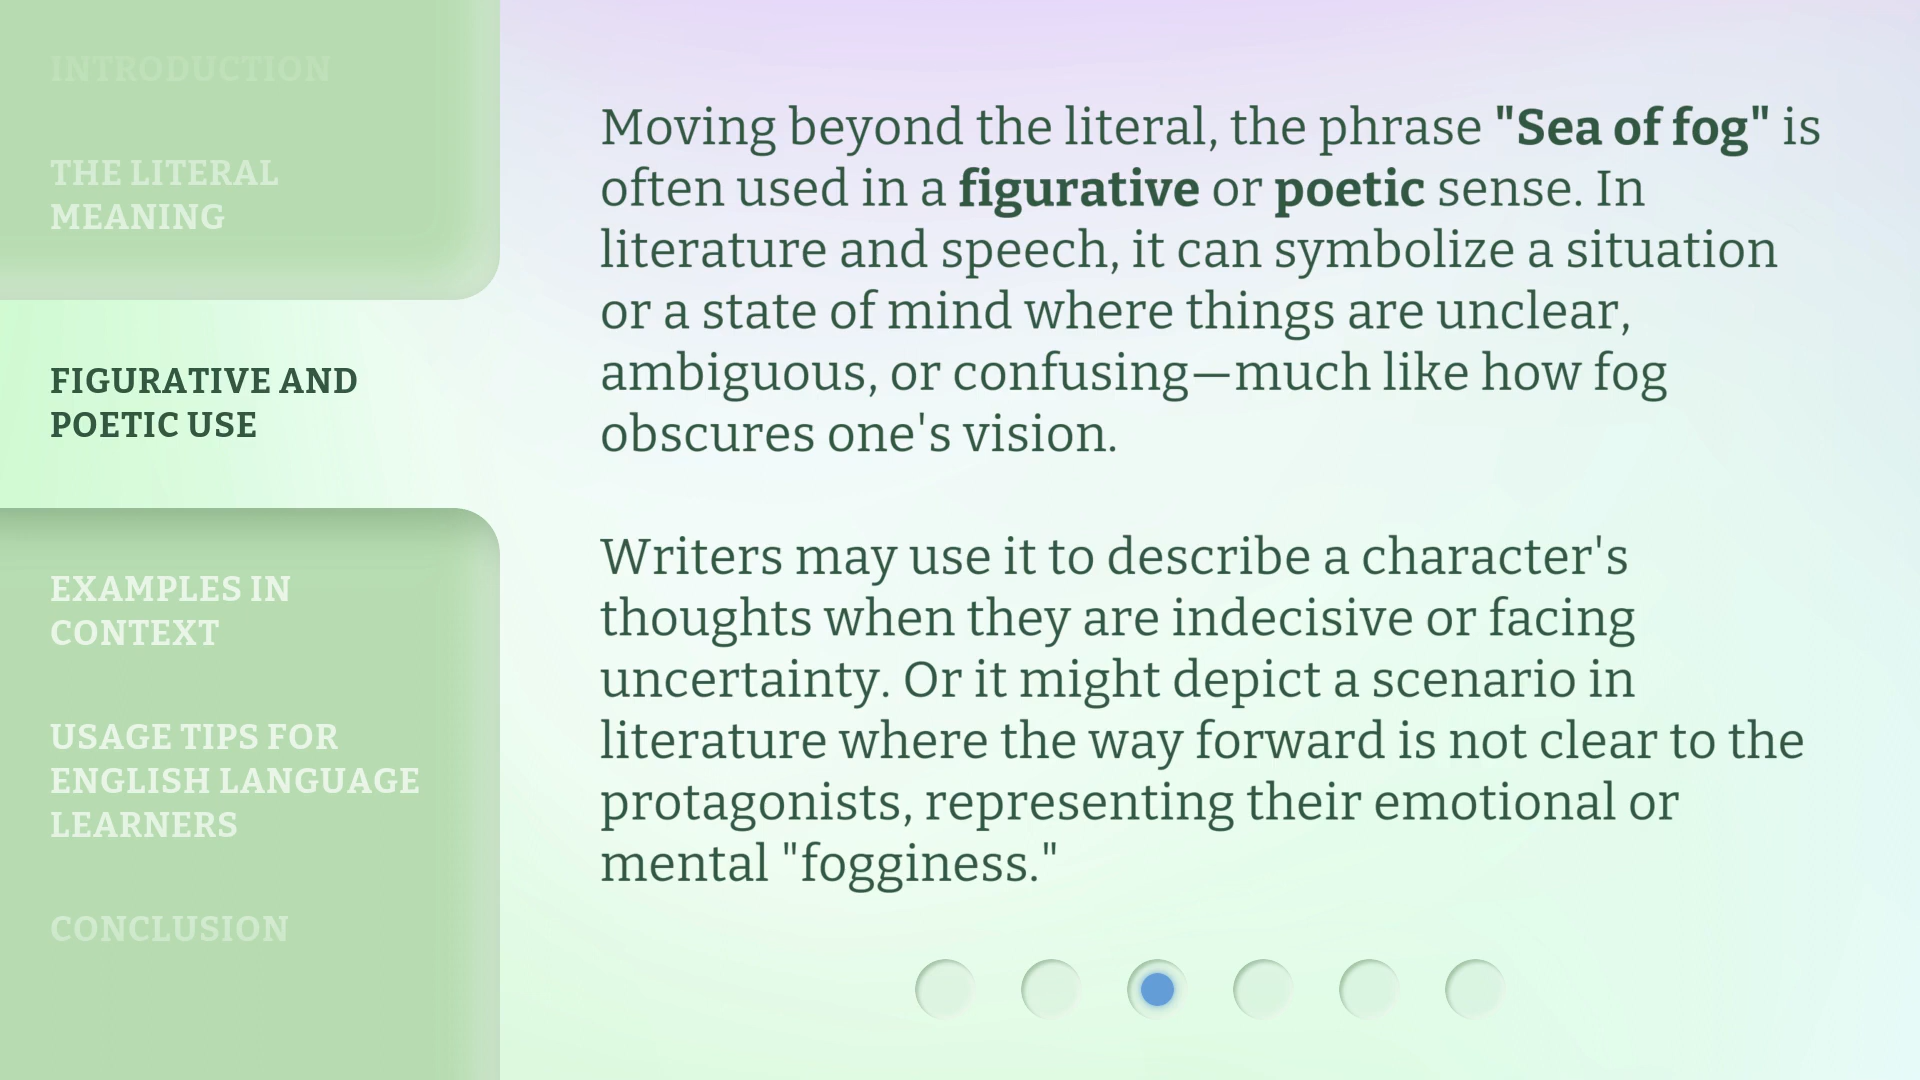 INTRODUCTION
THE LITERAL
MEANING
FIGURATIVE AND
POETIC USE
EXAMPLES IN
CONTEXT
USAGE TIPS FOR
ENGLISH LANGUAGE
LEARNERS
CONCLUSION
Moving beyond the literal, the phrase "Sea of fog" is
often used in a figurative or poetic sense. In
literature and speech, it can symbolize a situation
or a state of mind where things are unclear,
ambiguous, or confusing—much like how fog
obscures one's vision.
Writers may use it to describe a character's
thoughts when they are indecisive or facing
uncertainty. Or it might depict a scenario in
literature where the way forward is not clear to the
protagonists, representing their emotional or
mental "fogginess."